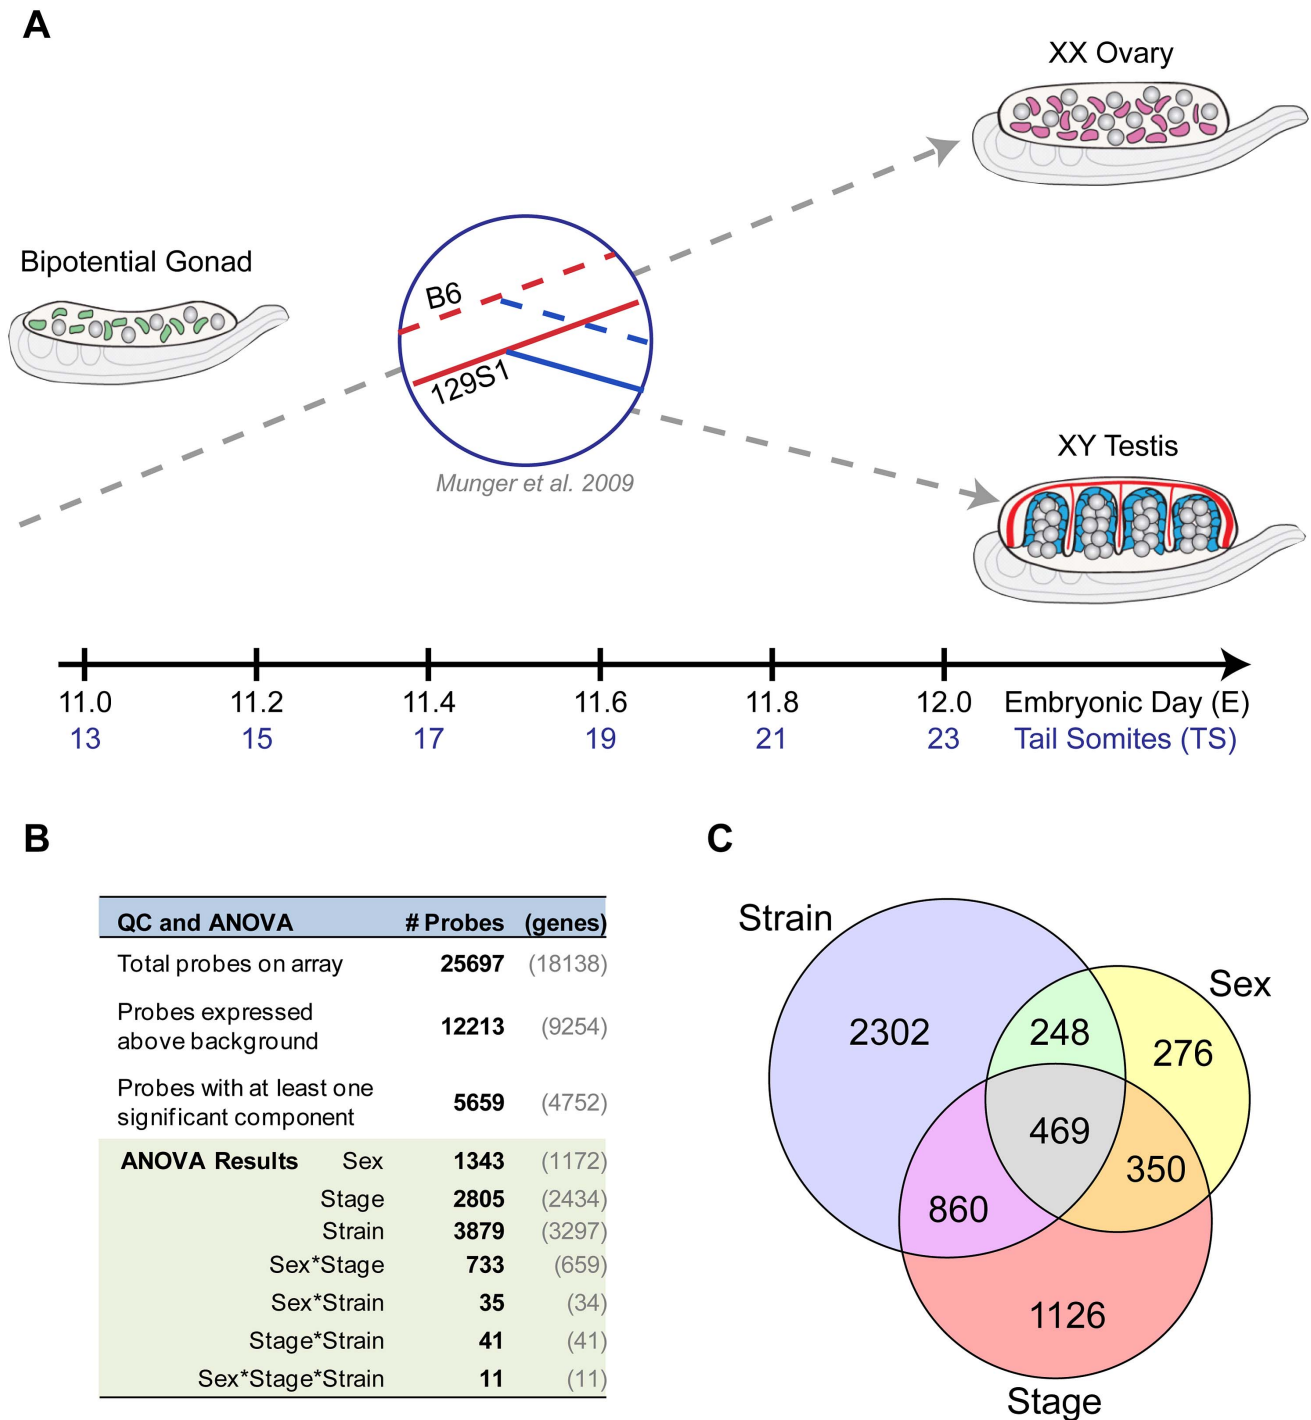 A
XX Ovary
Bipotential Gonad
B6
129S1
Munger et al. 2009
XY Testis
11.0 11.2 11.4 11.6 11.8 12.0 Embryonic Day (E)
13 15 17 19 21 23 Tail Somites (TS)
B
QC and ANOVA # Probes (genes)
Total probes on array 25697 (18138)
Probes expressed
above background 12213 (9254)
Probes with at least one
significant component 5659 (4752)
ANOVA Results Sex 1343 (1172)
Stage 2805 (2434)
Strain 3879 (3297)
Sex*Stage 733 (659)
Sex*Strain 35 (34)
Stage*Strain 41 (41)
Sex*Stage*Strain 11 (11)
C
Strain
Sex
2302 248 276
469
860 350
1126
Stage